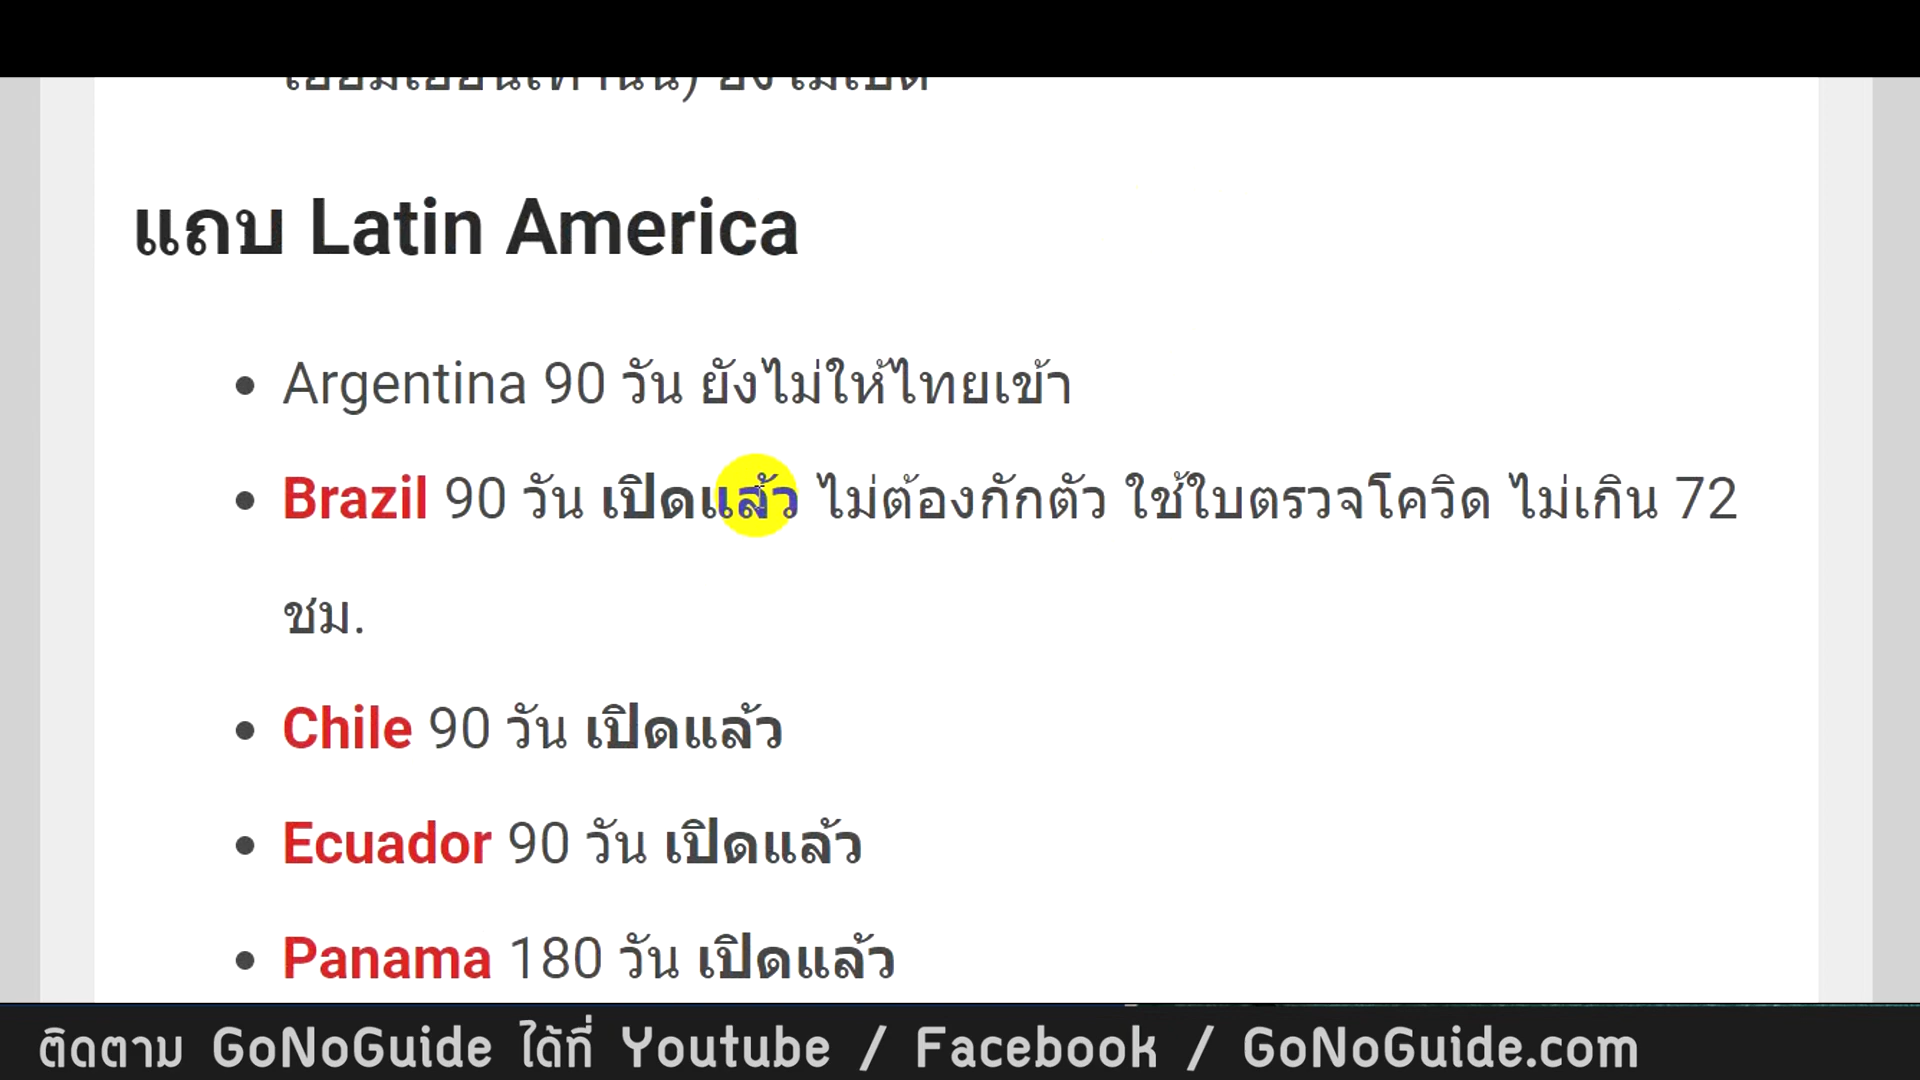 แถบ Latin America
Argentina 90 วัน ยังไม่ให้ไทยเข้า
Brazil 90 วัน เปิดแล้ว ไม่ต้องกักตัว ใช้ใบตรวจโควิด ไม่เกิน 72
ชม.
Chile 90 วัน เปิดแล้ว
Ecuador 90 วัน เปิดแล้ว
Panama 180 วัน เปิดแล้ว
ติดตาม GoNoGuide ได้ที่ Youtube / Facebook / GoNoGuide.com